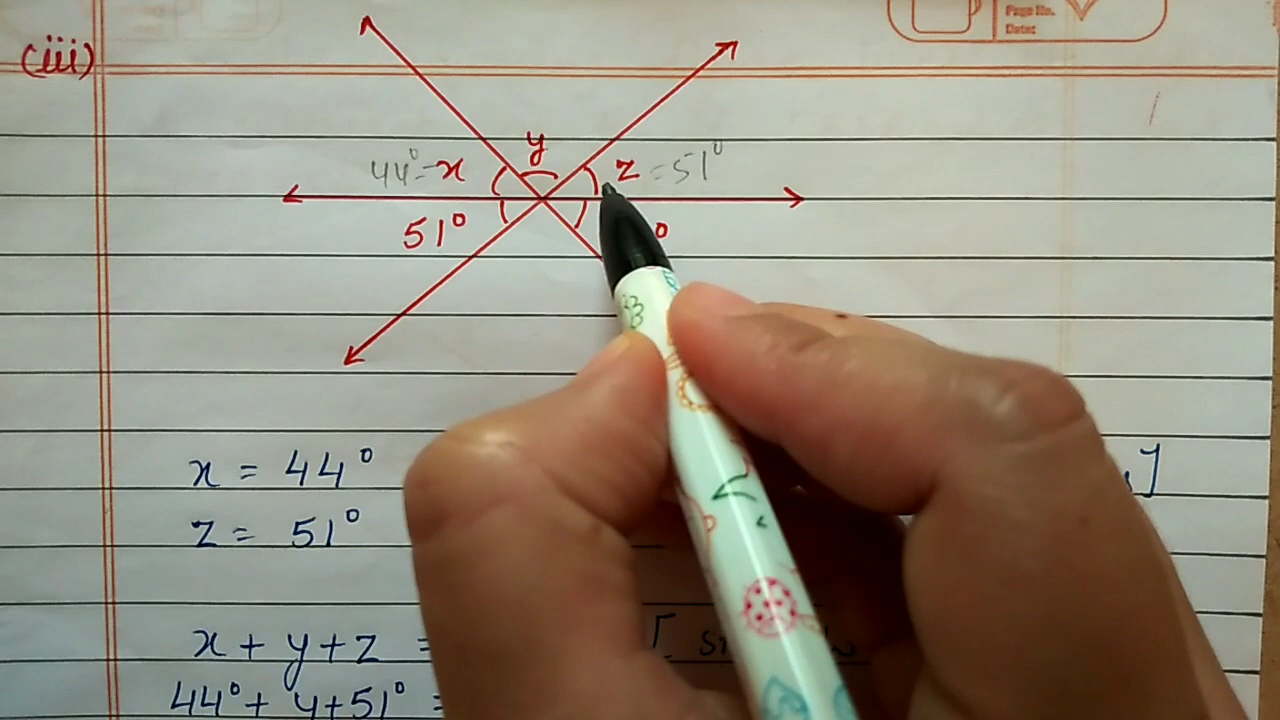 Page No.
Date:
(iii)
y
44° = x z = 51°
51° °
x = 44°
z = 51°
x + y + z =
44° + y + 51° =